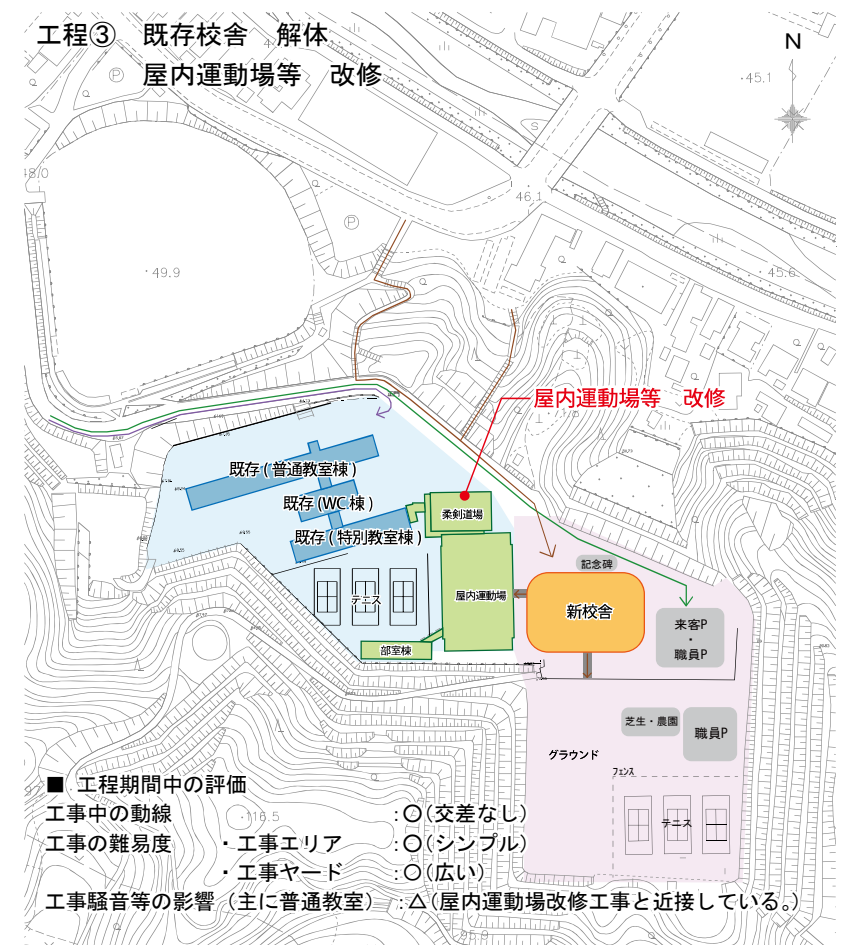 工程③　既存校舎　解体
屋内運動場等　改修
N
・45.1
46.1
・49.9
45.6
屋内運動場等　改修
既存(普通教室棟)
既存(WC棟)
既存(特別教室棟)
柔剣道場
テニス
屋内運動場
部室棟
記念碑
新校舎
来客P
・
職員P
芝生・農園
職員P
グラウンド
フェンス
テニス
■ 工程期間中の評価
工事中の動線　:〇(交差なし)
・116.5
工事の難易度　・工事エリア　:〇(シンプル)
・工事ヤード　:〇(広い)
工事騒音等の影響（主に普通教室）　:△(屋内運動場改修工事と近接している。)